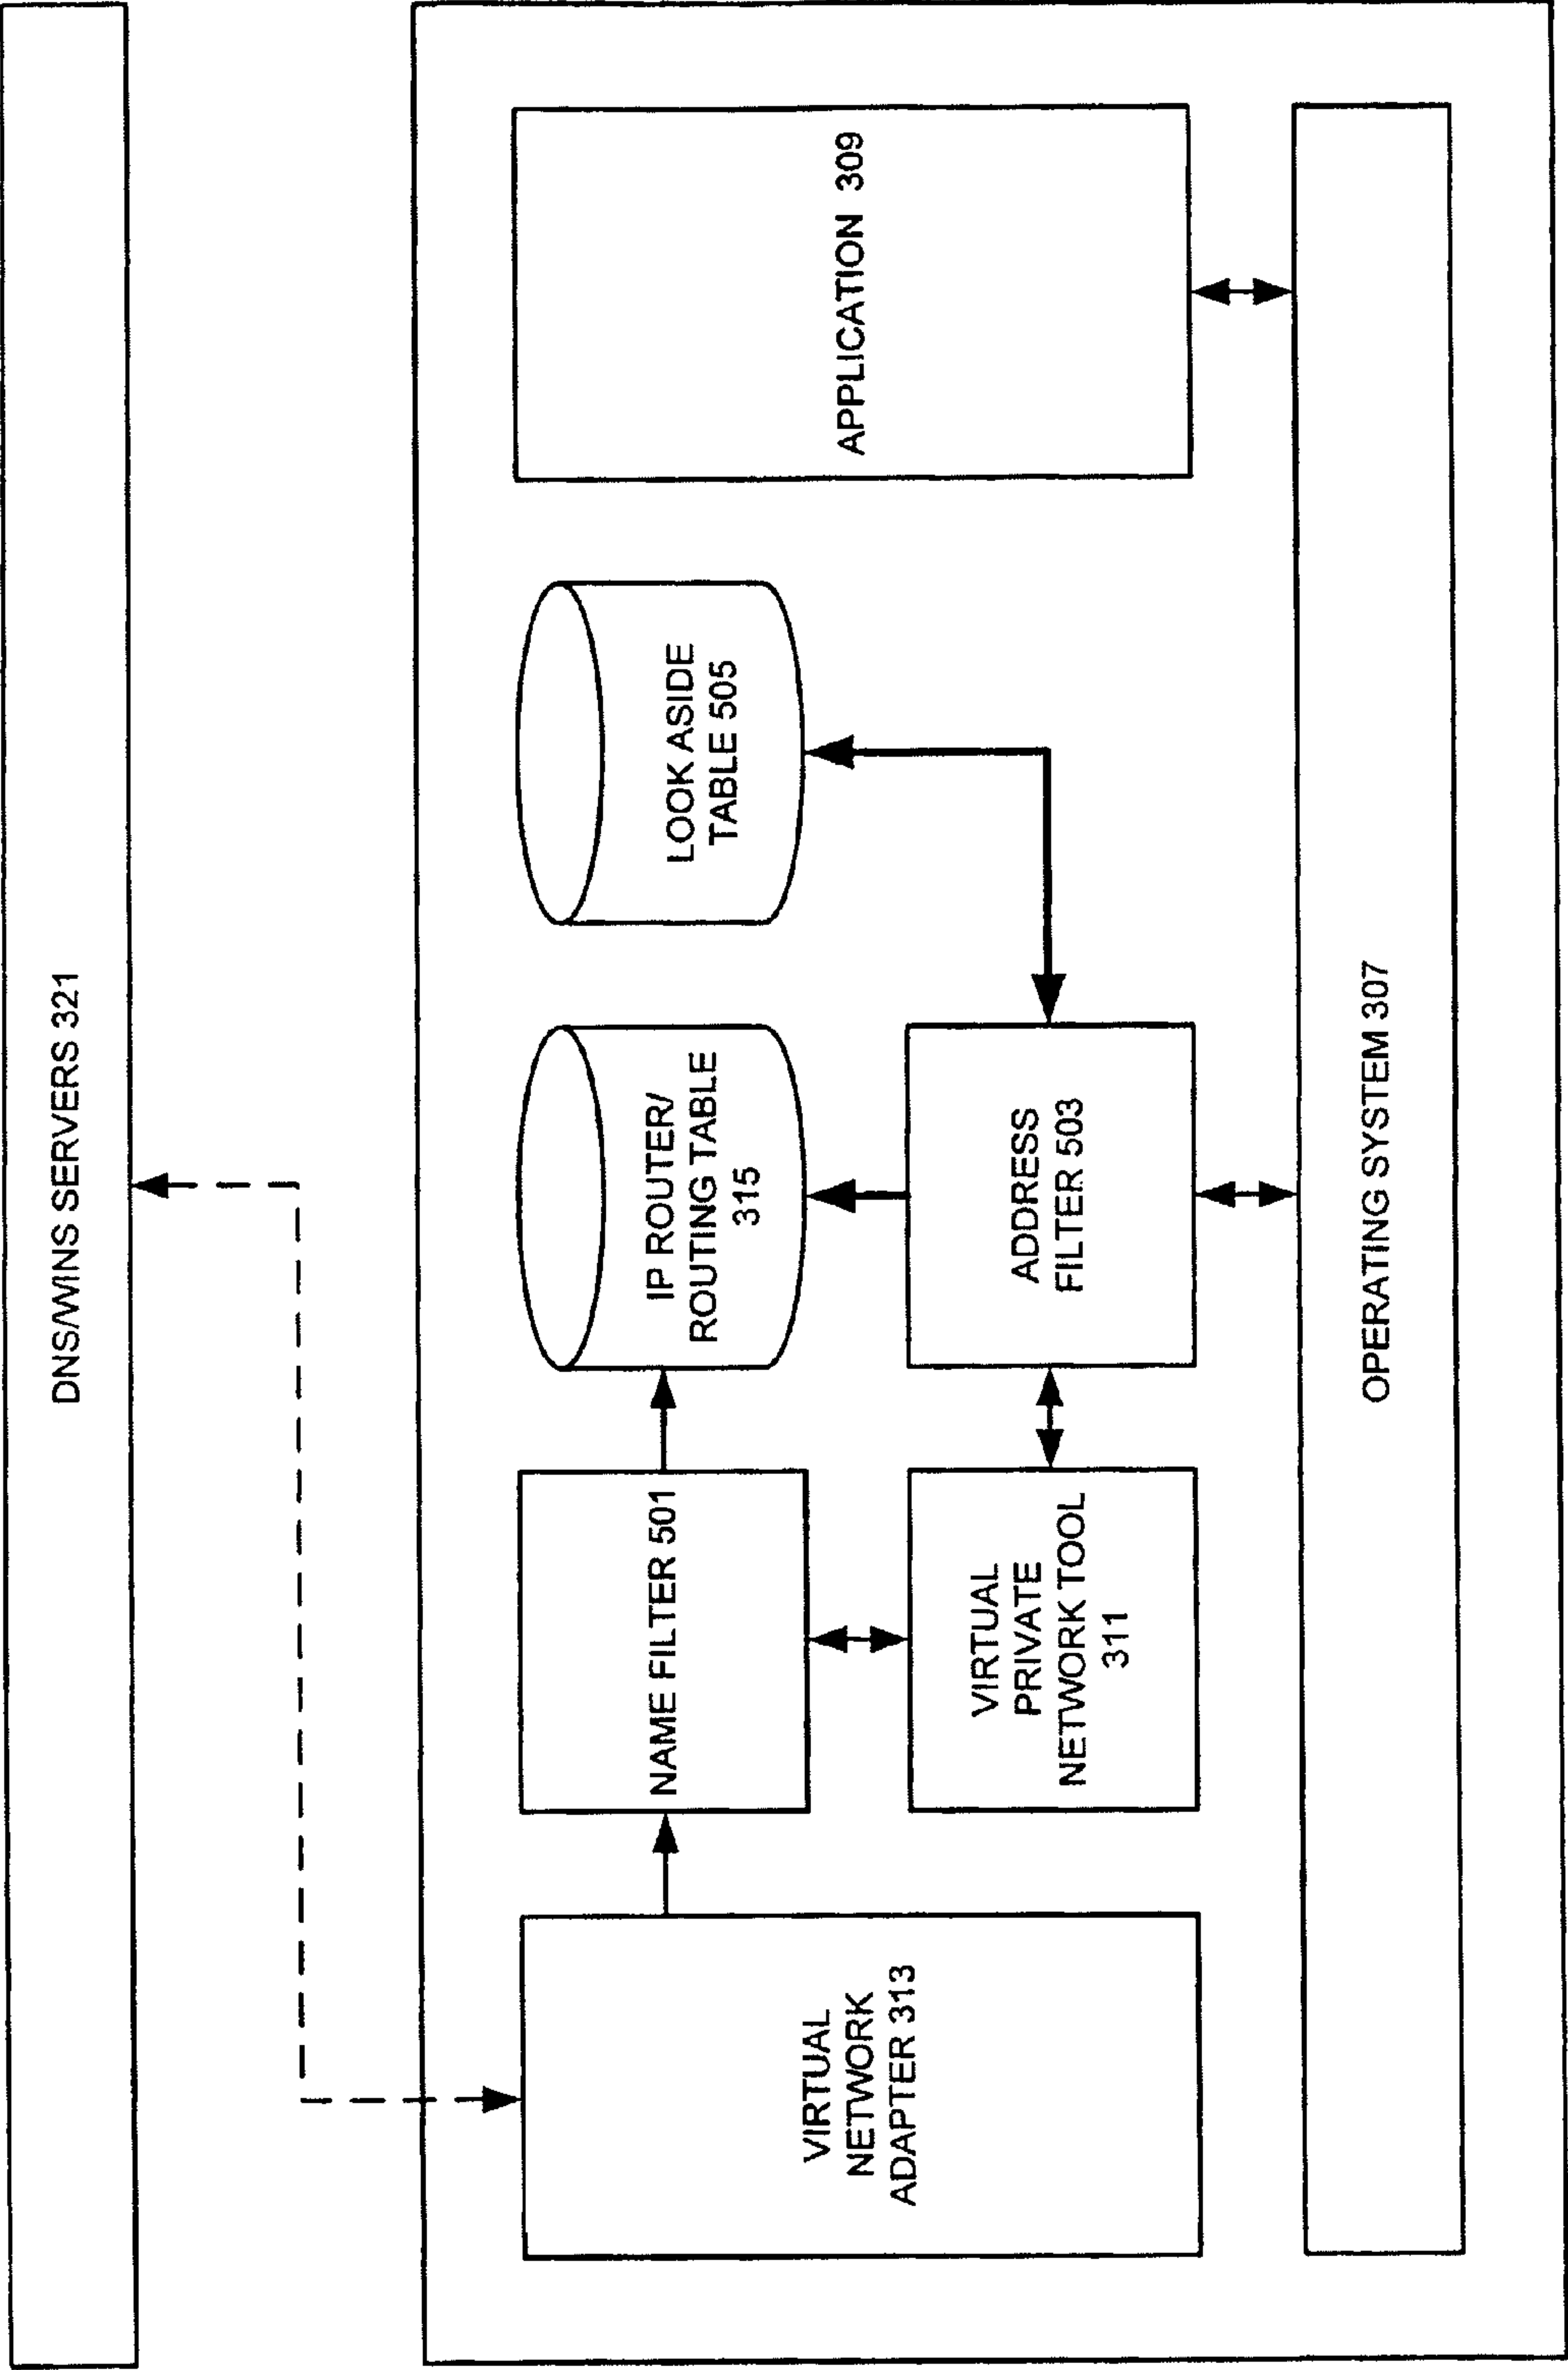 DNS/WINS SERVERS 321
VIRTUAL
NETWORK
ADAPTER 313
NAME FILTER 501
IP ROUTER/
ROUTING TABLE
315
LOOK ASIDE
TABLE 505
APPLICATION 309
VIRTUAL
PRIVATE
NETWORK TOOL
311
ADDRESS
FILTER 503
OPERATING SYSTEM 307